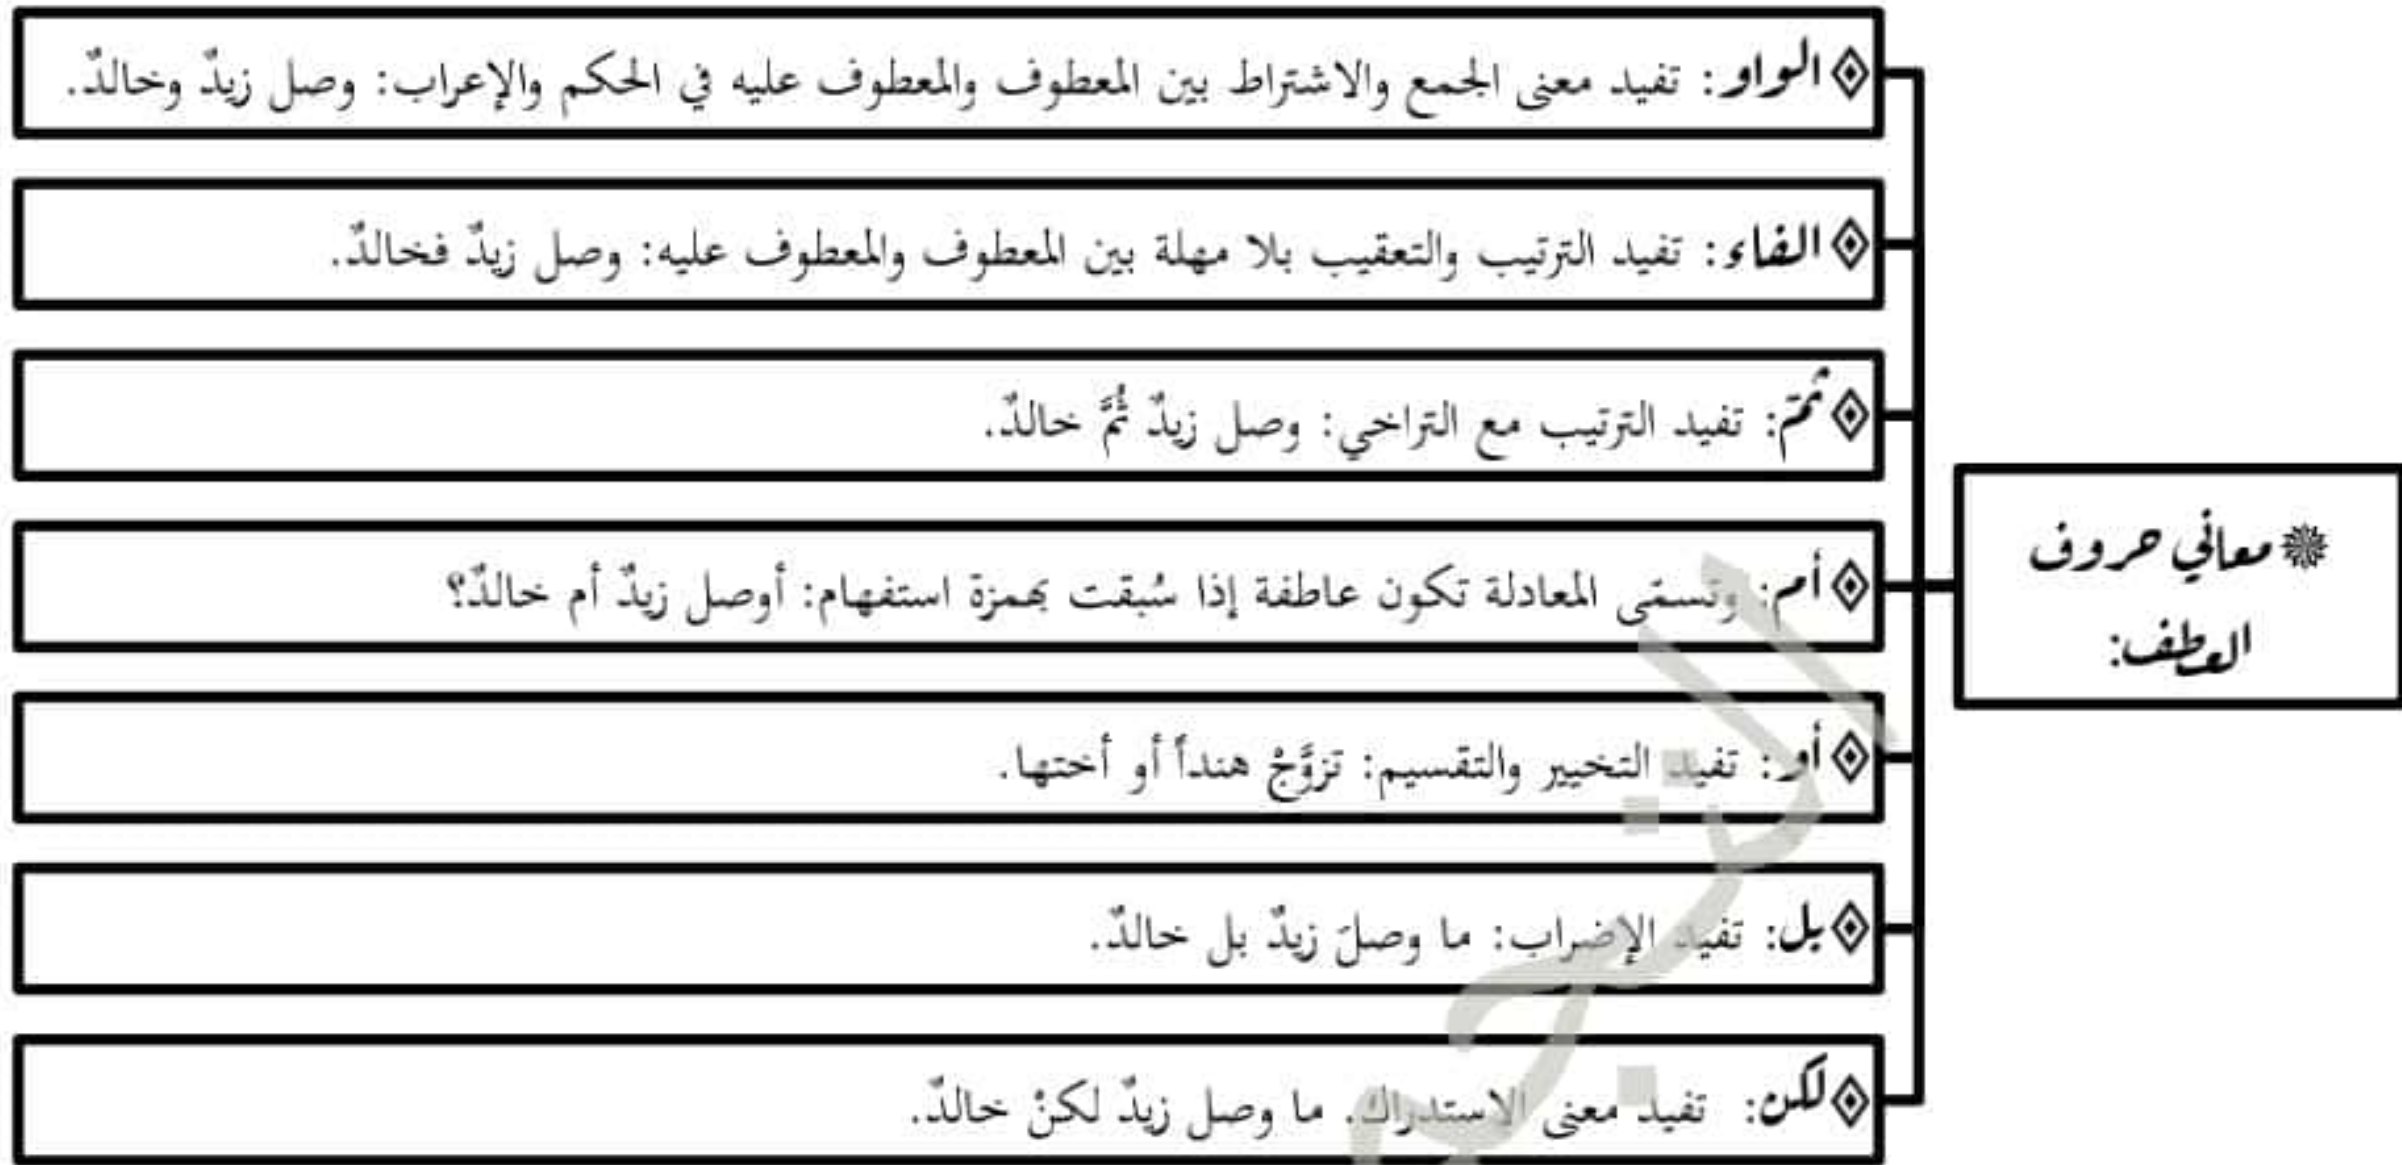 معاني حروف
العطف:
الواو: تفيد معنى الجمع والاشتراط بين المعطوف والمعطوف عليه في الحكم والإعراب: وصل زيدٌ وخالدٌ.
الفاء: تفيد الترتيب والتعقيب بلا مهلة بين المعطوف والمعطوف عليه: وصل زيدٌ فخالدٌ.
ثمّ: تفيد الترتيب مع التراخي: وصل زيدٌ ثُمَّ خالدٌ.
أم: وتسمّى المعادلة تكون عاطفة إذا سُبقت بهمزة استفهام: أوصل زيدٌ أم خالدٌ؟
أو: تفيد التخيير والتقسيم: تزوَّجْ هنداً أو أختها.
بل: تفيد الإضراب: ما وصلَ زيدٌ بل خالدٌ.
لكن: تفيد معنى الاستدراك. ما وصل زيدٌ لكنْ خالدٌ.